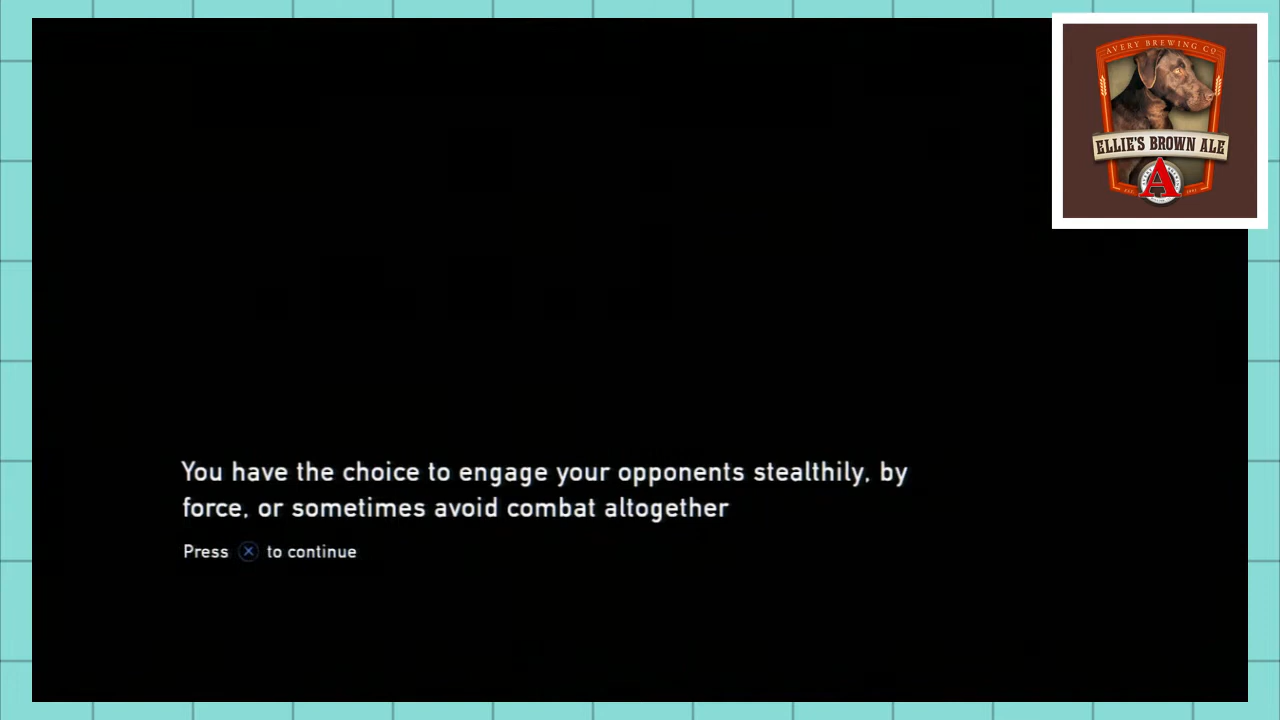 AVERY BREWING CO
ELLIE'S BROWN ALE
A
You have the choice to engage your opponents stealthily, by
force, or sometimes avoid combat altogether
Press ⓧ to continue